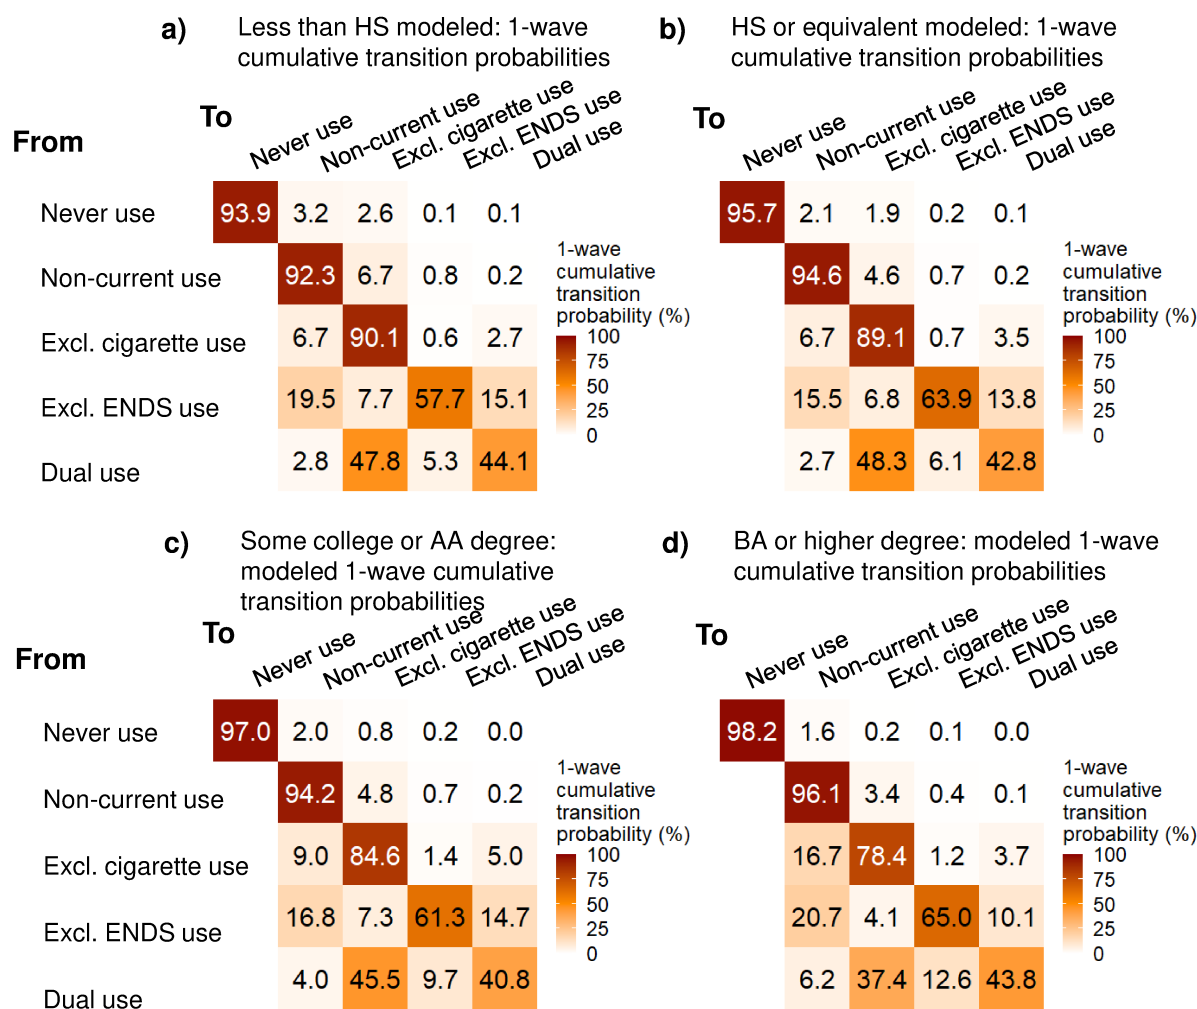 a) Less than HS modeled: 1-wave
cumulative transition probabilities
To
From
Never use
Non-current use
Excl. cigarette use
Excl. ENDS use
Dual use
Never use 93.9 3.2 2.6 0.1 0.1
Non-current use 92.3 6.7 0.8 0.2
Excl. cigarette use 6.7 90.1 0.6 2.7
Excl. ENDS use 19.5 7.7 57.7 15.1
Dual use 2.8 47.8 5.3 44.1
1-wave
cumulative
transition
probability (%)
100
75
50
25
0
b) HS or equivalent modeled: 1-wave
cumulative transition probabilities
To
Never use
Non-current use
Excl. cigarette use
Excl. ENDS use
Dual use
95.7 2.1 1.9 0.2 0.1
94.6 4.6 0.7 0.2
6.7 89.1 0.7 3.5
15.5 6.8 63.9 13.8
2.7 48.3 6.1 42.8
1-wave
cumulative
transition
probability (%)
100
75
50
25
0
c) Some college or AA degree:
modeled 1-wave cumulative
transition probabilities
To
From
Never use
Non-current use
Excl. cigarette use
Excl. ENDS use
Dual use
Never use 97.0 2.0 0.8 0.2 0.0
Non-current use 94.2 4.8 0.7 0.2
Excl. cigarette use 9.0 84.6 1.4 5.0
Excl. ENDS use 16.8 7.3 61.3 14.7
Dual use 4.0 45.5 9.7 40.8
1-wave
cumulative
transition
probability (%)
100
75
50
25
0
d) BA or higher degree: modeled 1-wave
cumulative transition probabilities
To
Never use
Non-current use
Excl. cigarette use
Excl. ENDS use
Dual use
98.2 1.6 0.2 0.1 0.0
96.1 3.4 0.4 0.1
16.7 78.4 1.2 3.7
20.7 4.1 65.0 10.1
6.2 37.4 12.6 43.8
1-wave
cumulative
transition
probability (%)
100
75
50
25
0